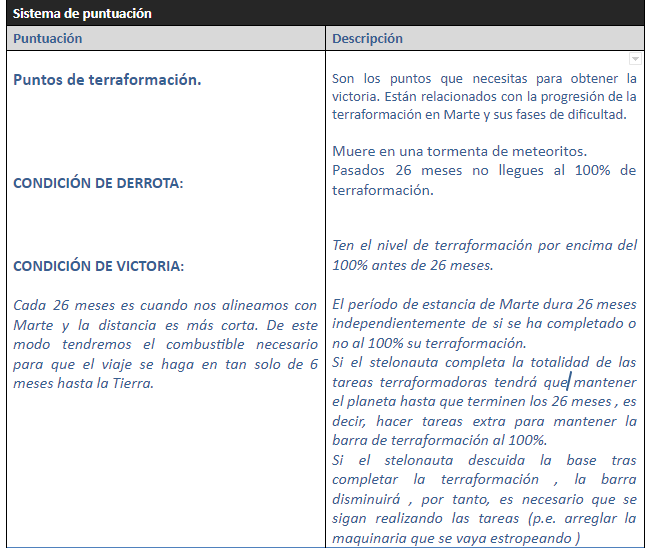 Sistema de puntuación
Puntuación
Descripción
Puntos de terraformación.
Son los puntos que necesitas para obtener la
victoria. Están relacionados con la progresión de la
terraformación en Marte y sus fases de dificultad.
CONDICIÓN DE DERROTA:
Muere en una tormenta de meteoritos.
Pasados 26 meses no llegues al 100% de
terraformación.
CONDICIÓN DE VICTORIA:
Cada 26 meses es cuando nos alineamos con
Marte y la distancia es más corta. De este
modo tendremos el combustible necesario
para que el viaje se haga en tan solo de 6
meses hasta la Tierra.
Ten el nivel de terraformación por encima del
100% antes de 26 meses.
El período de estancia de Marte dura 26 meses
independientemente de si se ha completado o
no al 100% su terraformación.
Si el stelonauta completa la totalidad de las
tareas terraformadoras tendrá que mantener
el planeta hasta que terminen los 26 meses , es
decir, hacer tareas extra para mantener la
barra de terraformación al 100%.
Si el stelonauta descuida la base tras
completar la terraformación , la barra
disminuirá , por tanto, es necesario que se
sigan realizando las tareas (p.e. arreglar la
maquinaria que se vaya estropeando )